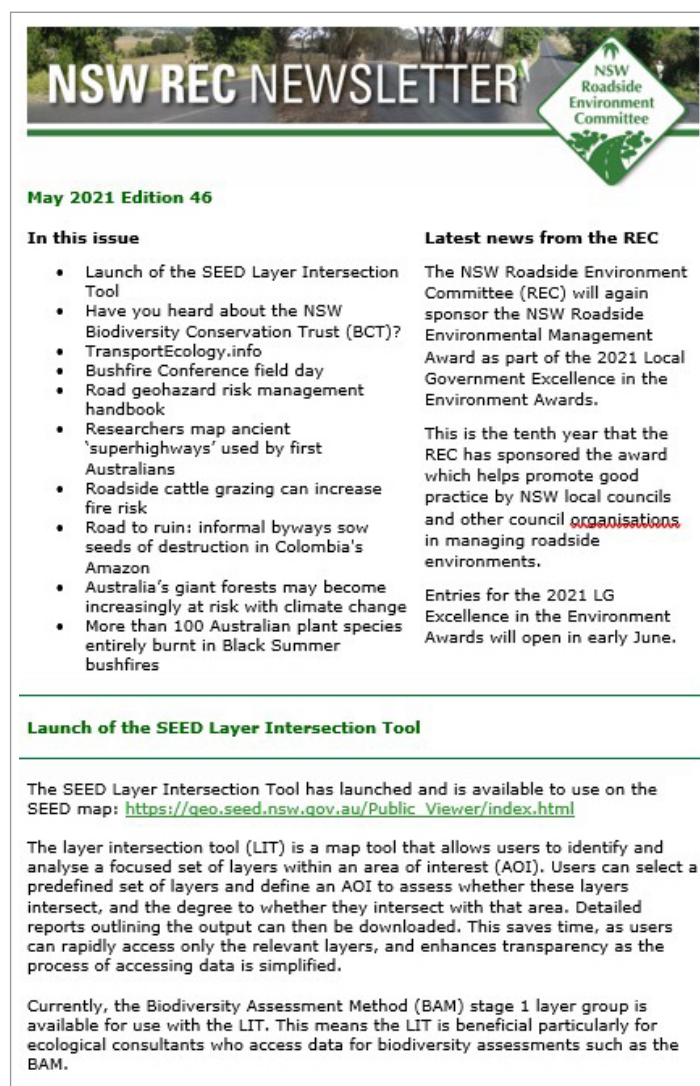 NSW REC NEWSLETTER
NSW
Roadside
Environment
Committee
May 2021 Edition 46
In this issue
• Launch of the SEED Layer Intersection
Tool
• Have you heard about the NSW
Biodiversity Conservation Trust (BCT)?
• TransportEcology.info
• Bushfire Conference field day
• Road geohazard risk management
handbook
• Researchers map ancient
‘superhighways’ used by first
Australians
• Roadside cattle grazing can increase
fire risk
• Road to ruin: informal byways sow
seeds of destruction in Colombia's
Amazon
• Australia’s giant forests may become
increasingly at risk with climate change
• More than 100 Australian plant species
entirely burnt in Black Summer
bushfires
Latest news from the REC
The NSW Roadside Environment
Committee (REC) will again
sponsor the NSW Roadside
Environmental Management
Award as part of the 2021 Local
Government Excellence in the
Environment Awards.
This is the tenth year that the
REC has sponsored the award
which helps promote good
practice by NSW local councils
and other council organisations
in managing roadside
environments.
Entries for the 2021 LG
Excellence in the Environment
Awards will open in early June.
Launch of the SEED Layer Intersection Tool
The SEED Layer Intersection Tool has launched and is available to use on the
SEED map: https://geo.seed.nsw.gov.au/Public_Viewer/index.html
The layer intersection tool (LIT) is a map tool that allows users to identify and
analyse a focused set of layers within an area of interest (AOI). Users can select a
predefined set of layers and define an AOI to assess whether these layers
intersect, and the degree to whether they intersect with that area. Detailed
reports outlining the output can then be downloaded. This saves time, as users
can rapidly access only the relevant layers, and enhances transparency as the
process of accessing data is simplified.
Currently, the Biodiversity Assessment Method (BAM) stage 1 layer group is
available for use with the LIT. This means the LIT is beneficial particularly for
ecological consultants who access data for biodiversity assessments such as the
BAM.